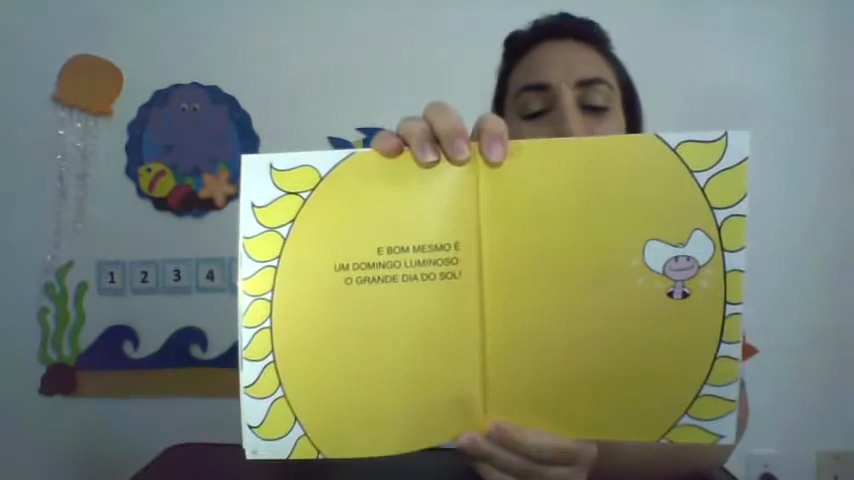 E BOM MESMO É
UM DOMINGO LUMINOSO
O GRANDE DIA DO SOL!
1 2 3 4